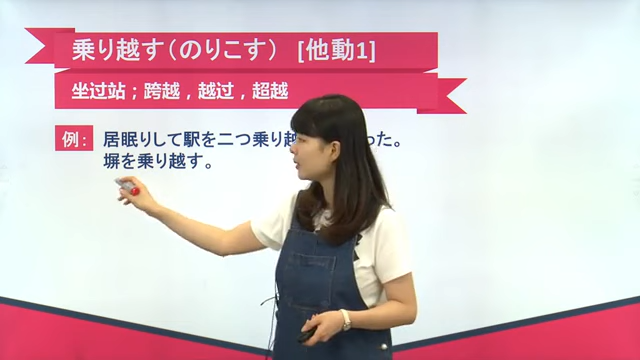 乗り越す（のりこす） [他動1]
坐过站；跨越，越过，超越
例： 居眠りして駅を二つ乗り越 った。
塀を乗り越す。